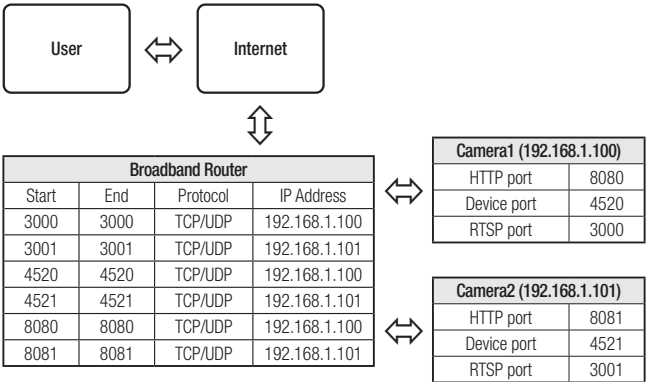 User
Internet
Broadband Router
Start End Protocol IP Address
3000 3000 TCP/UDP 192.168.1.100
3001 3001 TCP/UDP 192.168.1.101
4520 4520 TCP/UDP 192.168.1.100
4521 4521 TCP/UDP 192.168.1.101
8080 8080 TCP/UDP 192.168.1.100
8081 8081 TCP/UDP 192.168.1.101
Camera1 (192.168.1.100)
HTTP port 8080
Device port 4520
RTSP port 3000
Camera2 (192.168.1.101)
HTTP port 8081
Device port 4521
RTSP port 3001